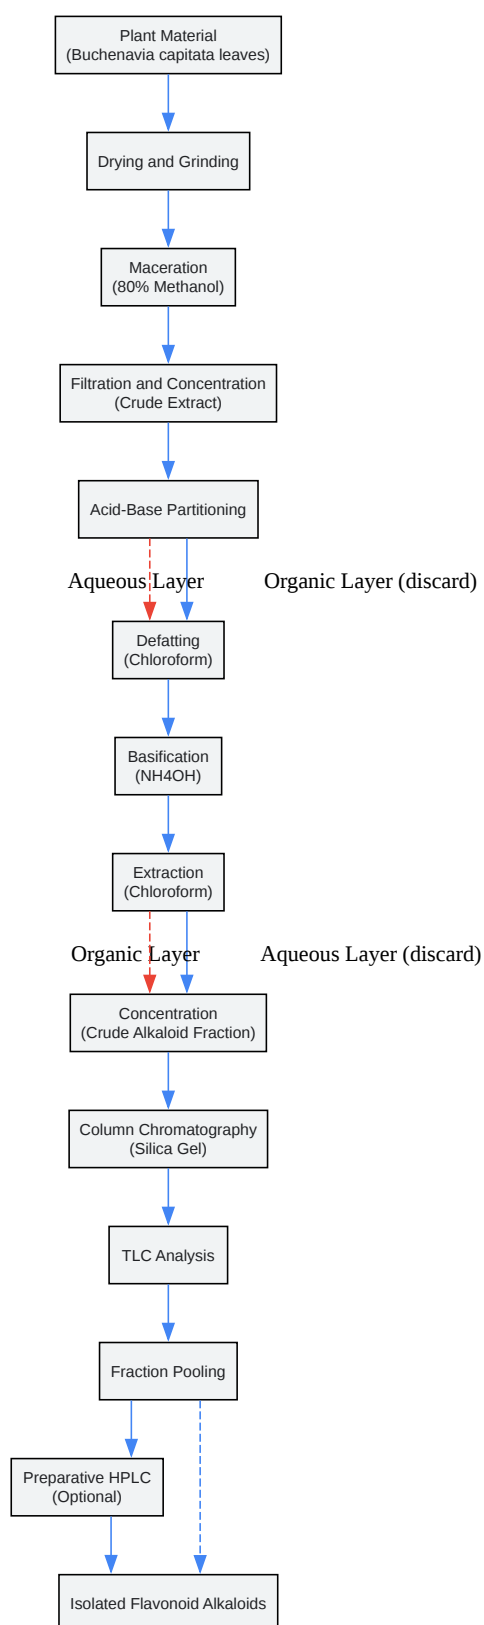 Plant Material
(Buchenavia capitata leaves)
Drying and Grinding
Maceration
(80% Methanol)
Filtration and Concentration
(Crude Extract)
Acid-Base Partitioning
Aqueous Layer
Organic Layer (discard)
Defatting
(Chloroform)
Basification
(NH4OH)
Extraction
(Chloroform)
Organic Layer
Aqueous Layer (discard)
Concentration
(Crude Alkaloid Fraction)
Column Chromatography
(Silica Gel)
TLC Analysis
Fraction Pooling
Preparative HPLC
(Optional)
Isolated Flavonoid Alkaloids